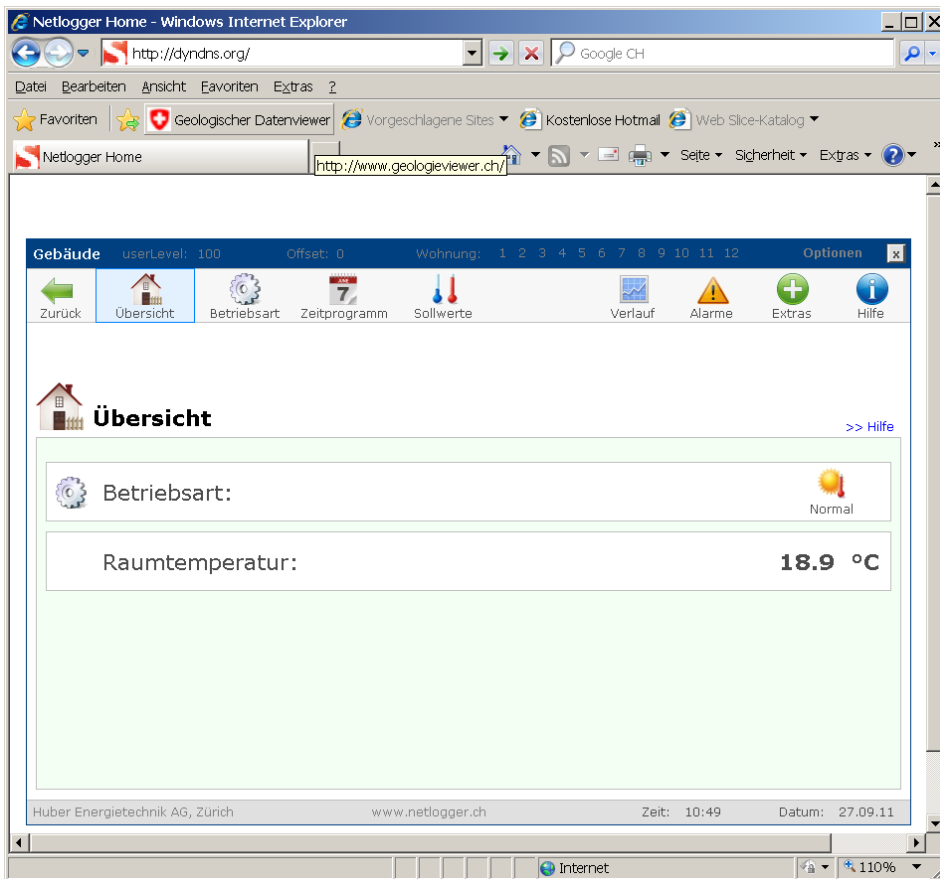 Netlogger Home - Windows Internet Explorer
http://dyndns.org/
Google CH
Datei Bearbeiten Ansicht Favoriten Extras ?
Favoriten Geologischer Datenviewer Vorgeschlagene Sites Kostenlose Hotmail Web Slice-Katalog
Netlogger Home Seite Sicherheit Extras »
http://www.geologieviewer.ch/
Gebäude userLevel: 100 Offset: 0 Wohnung: 1 2 3 4 5 6 7 8 9 10 11 12 Optionen x
JUNE
7
Zurück Übersicht Betriebsart Zeitprogramm Sollwerte Verlauf Alarme Extras Hilfe
Übersicht
>> Hilfe
Betriebsart:
Normal
Raumtemperatur: 18.9 °C
Huber Energietechnik AG, Zürich www.netlogger.ch Zeit: 10:49 Datum: 27.09.11
Internet 110%